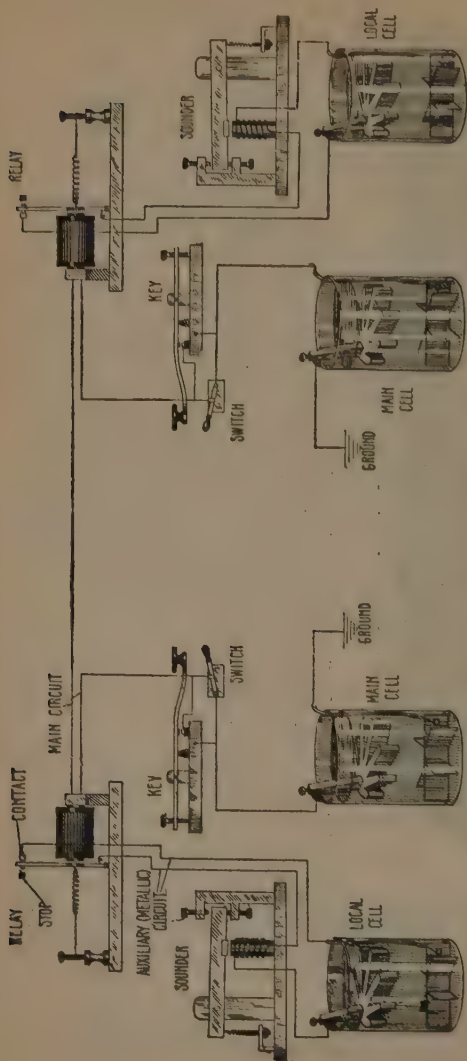 RELAY
CONTACT
STOP
MAIN CIRCUIT
RELAY
AUXILIARY (METALLIC)
CIRCUIT
SOUNDER
KEY
SWITCH
KEY
SWITCH
SOUNDER
LOCAL
CELL
MAIN
CELL
GROUND
GROUND
MAIN
CELL
LOCAL
CELL